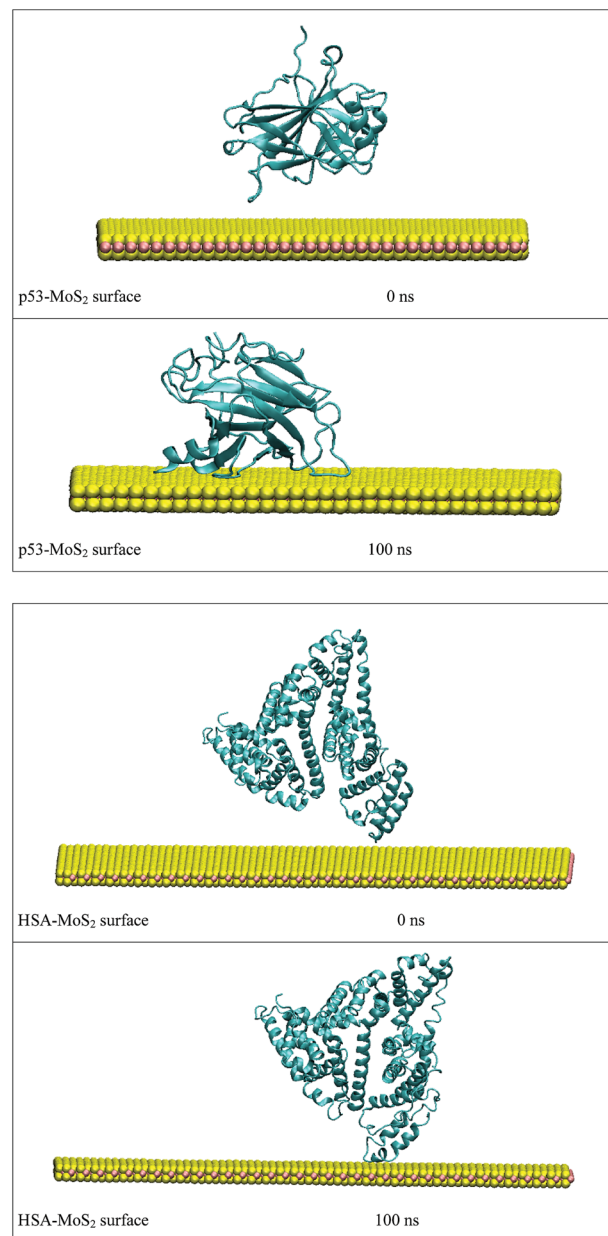 p53-MoS₂ surface 0 ns
p53-MoS₂ surface 100 ns
HSA-MoS₂ surface 0 ns
HSA-MoS₂ surface 100 ns